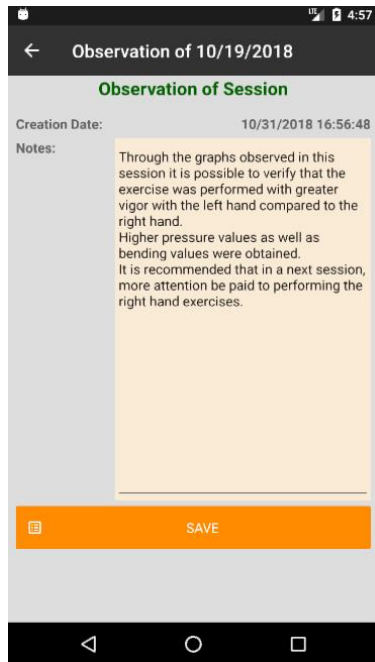 LTE 4:57
Observation of 10/19/2018
Observation of Session
Creation Date: 10/31/2018 16:56:48
Notes:
Through the graphs observed in this
session it is possible to verify that the
exercise was performed with greater
vigor with the left hand compared to the
right hand.
Higher pressure values as well as
bending values were obtained.
It is recommended that in a next session,
more attention be paid to performing the
right hand exercises.
SAVE